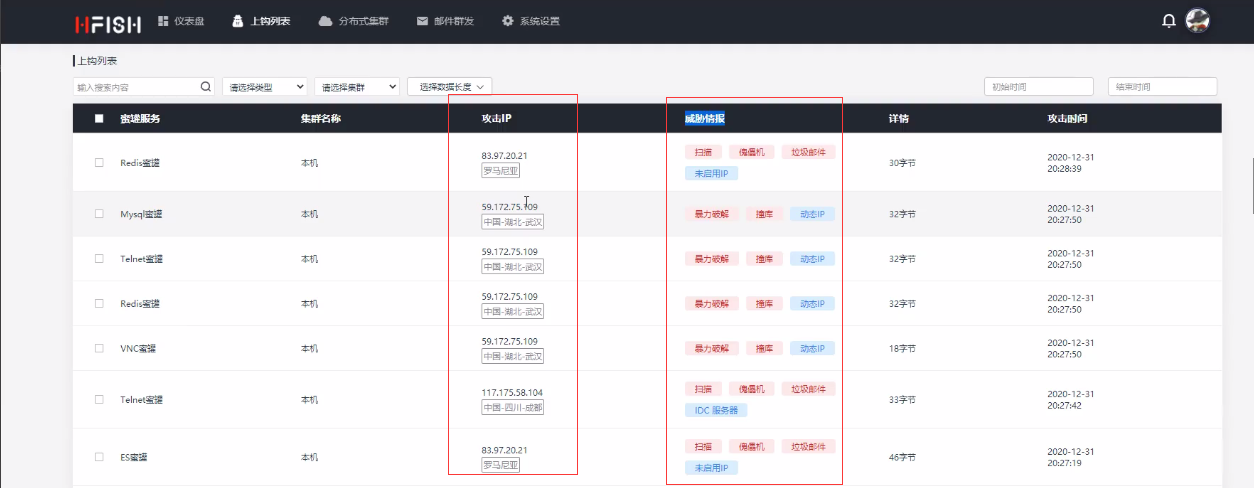 HFISH 仪表盘 上钩列表 分布式集群 邮件群发 系统设置
上钩列表
输入搜索内容 请选择类型 请选择集群 选择数据长度 初始时间 结束时间
蜜罐服务 集群名称 攻击IP 威胁情报 详情 攻击时间
Redis蜜罐 本机 83.97.20.21 罗马尼亚 扫描 傀儡机 垃圾邮件 未启用IP 30字节 2020-12-31 20:28:39
Mysql蜜罐 本机 59.172.75.109 中国-湖北-武汉 暴力破解 撞库 动态IP 32字节 2020-12-31 20:27:50
Telnet蜜罐 本机 59.172.75.109 中国-湖北-武汉 暴力破解 撞库 动态IP 32字节 2020-12-31 20:27:50
Redis蜜罐 本机 59.172.75.109 中国-湖北-武汉 暴力破解 撞库 动态IP 32字节 2020-12-31 20:27:50
VNC蜜罐 本机 59.172.75.109 中国-湖北-武汉 暴力破解 撞库 动态IP 18字节 2020-12-31 20:27:50
Telnet蜜罐 本机 117.175.58.104 中国-四川-成都 扫描 傀儡机 垃圾邮件 IDC 服务器 33字节 2020-12-31 20:27:42
ES蜜罐 本机 83.97.20.21 罗马尼亚 扫描 傀儡机 垃圾邮件 未启用IP 46字节 2020-12-31 20:27:19